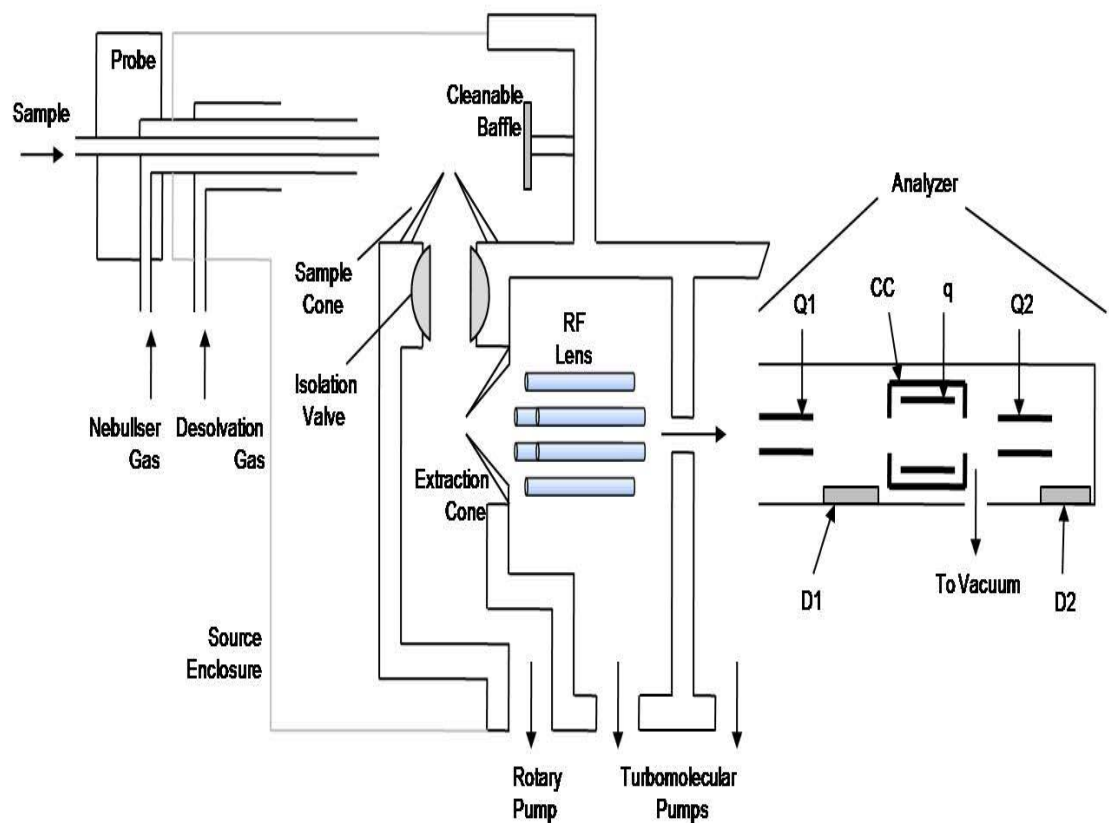 Probe
Sample
Cleanable
Baffle
Analyzer
Sample
Cone
Isolation
Valve
RF
Lens
Q1
CC
q
Q2
Nebullser
Gas
Desolvation
Gas
Extraction
Cone
D1
To Vacuum
D2
Source
Enclosure
Rotary
Pump
Turbomolecular
Pumps